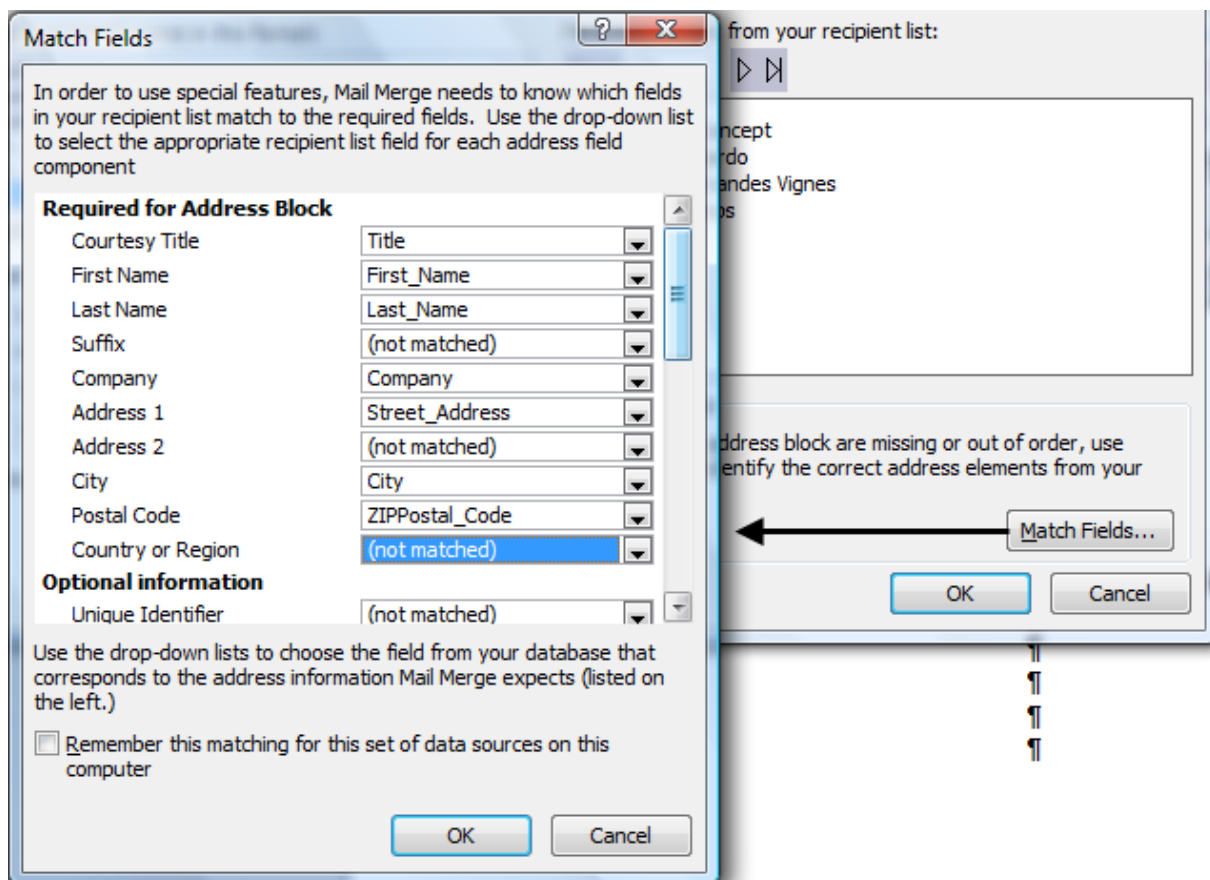 Match Fields
In order to use special features, Mail Merge needs to know which fields
in your recipient list match to the required fields. Use the drop-down list
to select the appropriate recipient list field for each address field
component
Required for Address Block
Courtesy Title Title
First Name First_Name
Last Name Last_Name
Suffix (not matched)
Company Company
Address 1 Street_Address
Address 2 (not matched)
City City
Postal Code ZIPPostal_Code
Country or Region (not matched)
Optional information
Unique Identifier (not matched)
Use the drop-down lists to choose the field from your database that
corresponds to the address information Mail Merge expects (listed on
the left.)
Remember this matching for this set of data sources on this
computer
OK Cancel
from your recipient list:
ncept
rdo
andes Vignes
os
ddress block are missing or out of order, use
entify the correct address elements from your
Match Fields...
OK Cancel
¶
¶
¶
¶